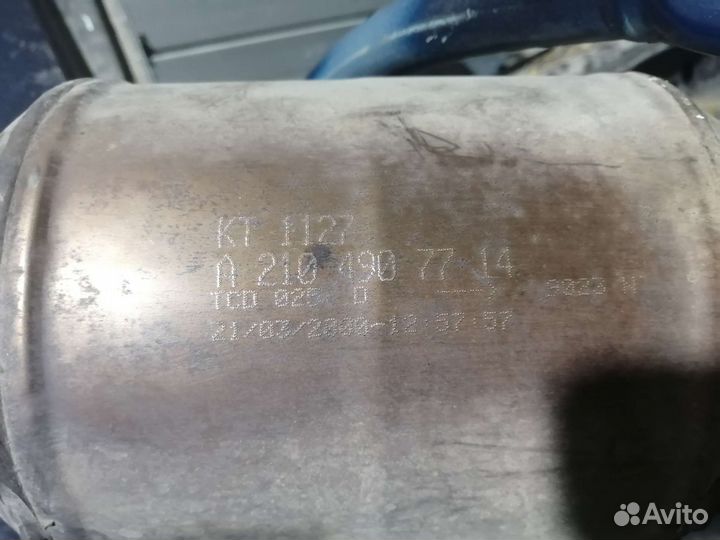 KT 1127
A 210 490 77 14
TCD 025 D
21/03/2000-12:57:57
Avito